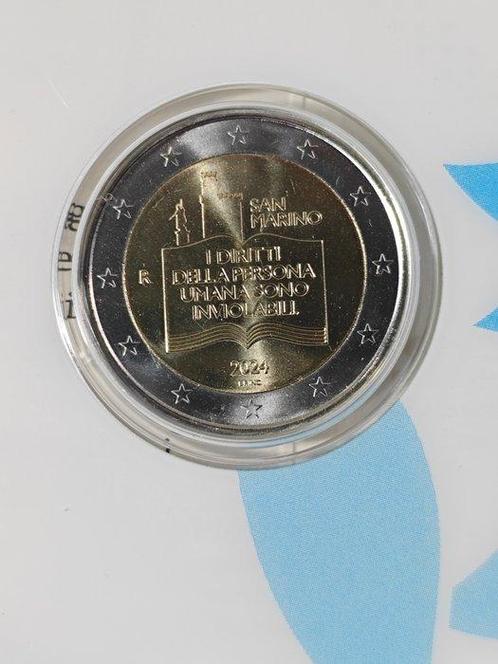 SAN
MARINO
I DIRITTI
DELLA PERSONA
UMANA SONO
INVIOLABILI.
R
2024